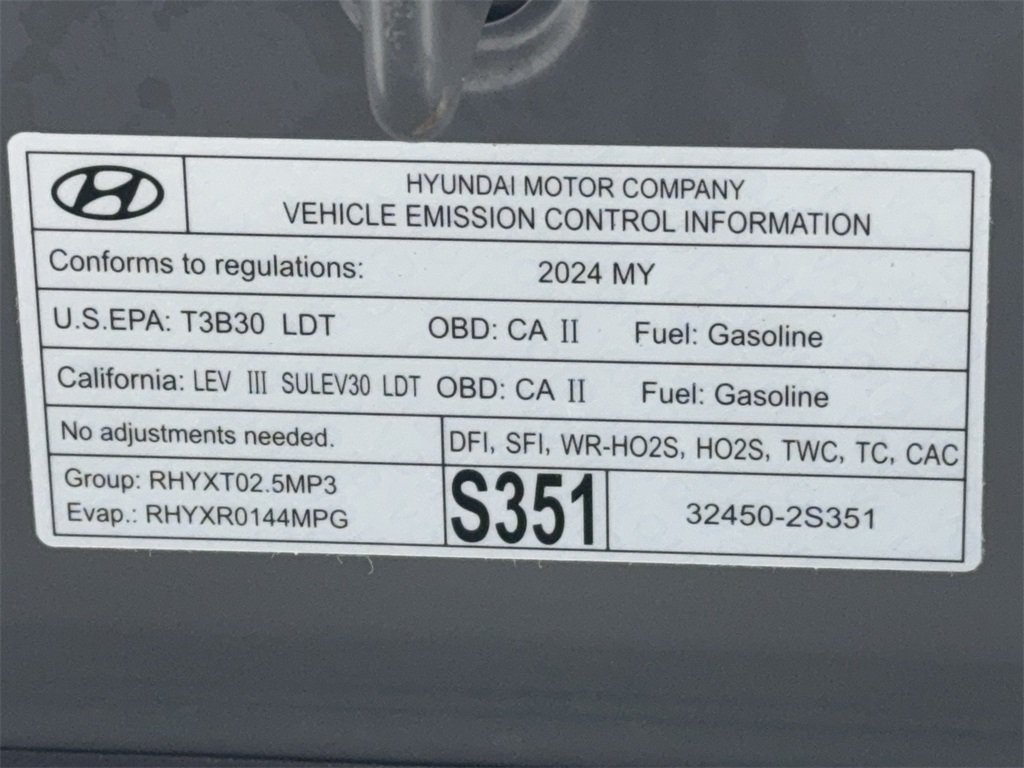 HYUNDAI MOTOR COMPANY
VEHICLE EMISSION CONTROL INFORMATION
Conforms to regulations: 2024 MY
U.S.EPA: T3B30 LDT OBD: CA II Fuel: Gasoline
California: LEV III SULEV30 LDT OBD: CA II Fuel: Gasoline
No adjustments needed. DFI, SFI, WR-HO2S, HO2S, TWC, TC, CAC
Group: RHYXT02.5MP3
Evap.: RHYXR0144MPG
S351
32450-2S351